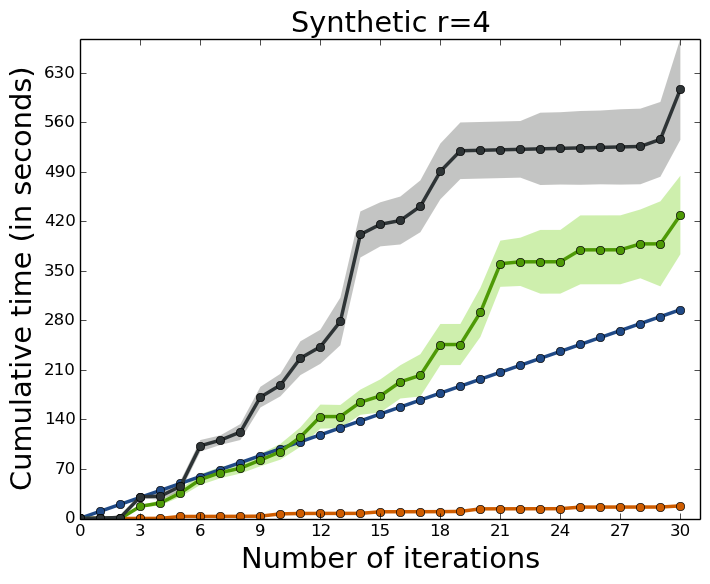 Synthetic r=4
Cumulative time (in seconds)
630
560
490
420
350
280
210
140
70
0
0 3 6 9 12 15 18 21 24 27 30
Number of iterations